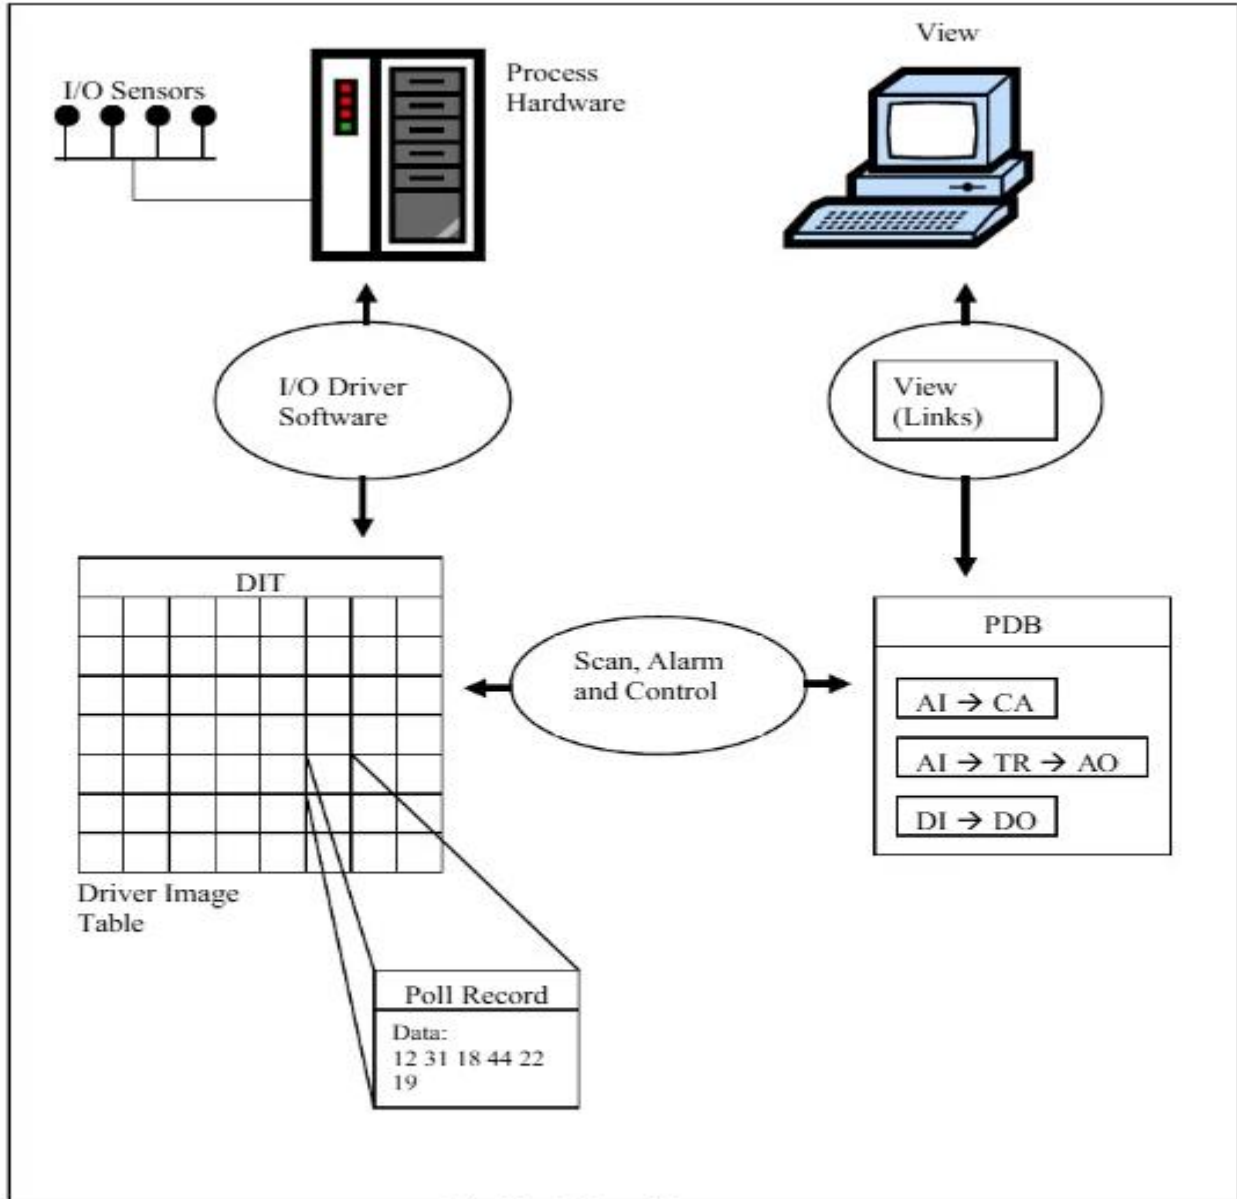 View
I/O Sensors
Process
Hardware
I/O Driver
Software
View
(Links)
DIT
PDB
Scan, Alarm
and Control
AI → CA
AI → TR → AO
DI → DO
Driver Image
Table
Poll Record
Data:
12 31 18 44 22
19